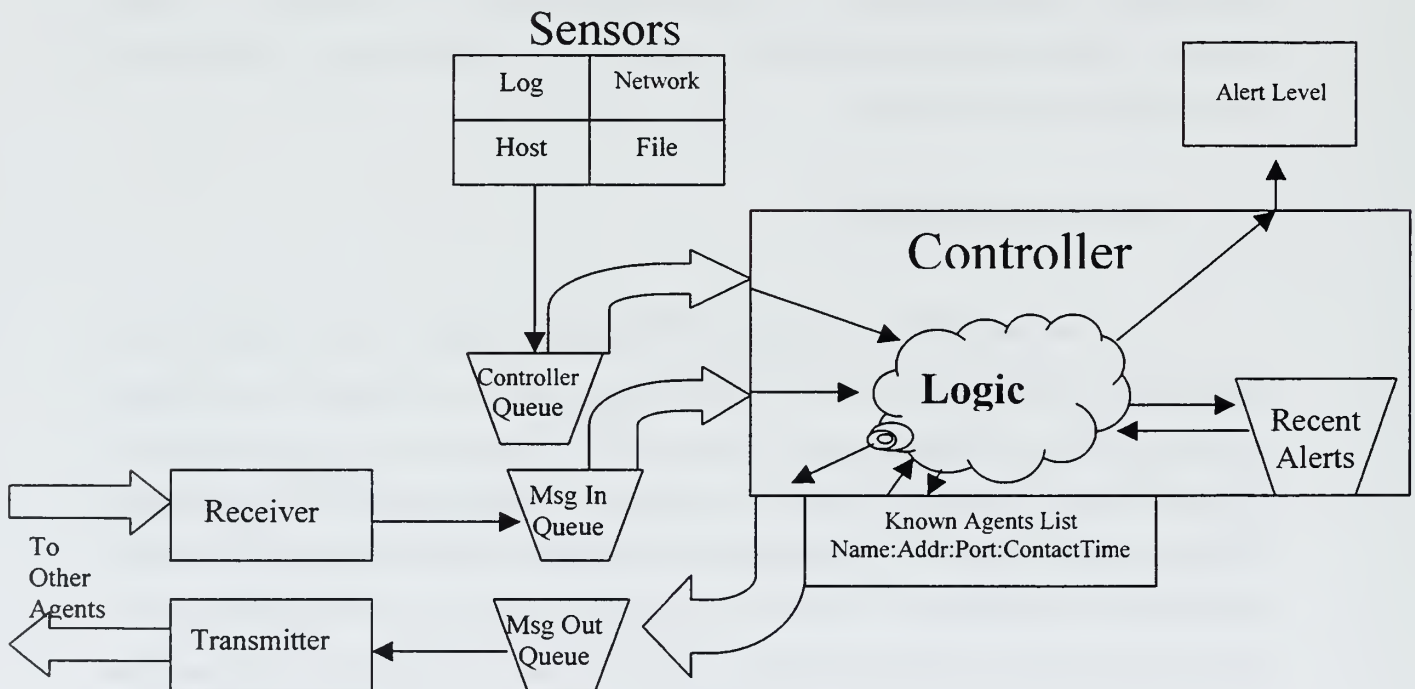 Sensors
Log
Network
Host
File
Alert Level
Controller
Controller
Queue
Logic
Recent
Alerts
Receiver
Msg In
Queue
Known Agents List
Name:Addr:Port:ContactTime
To
Other
Agents
Transmitter
Msg Out
Queue